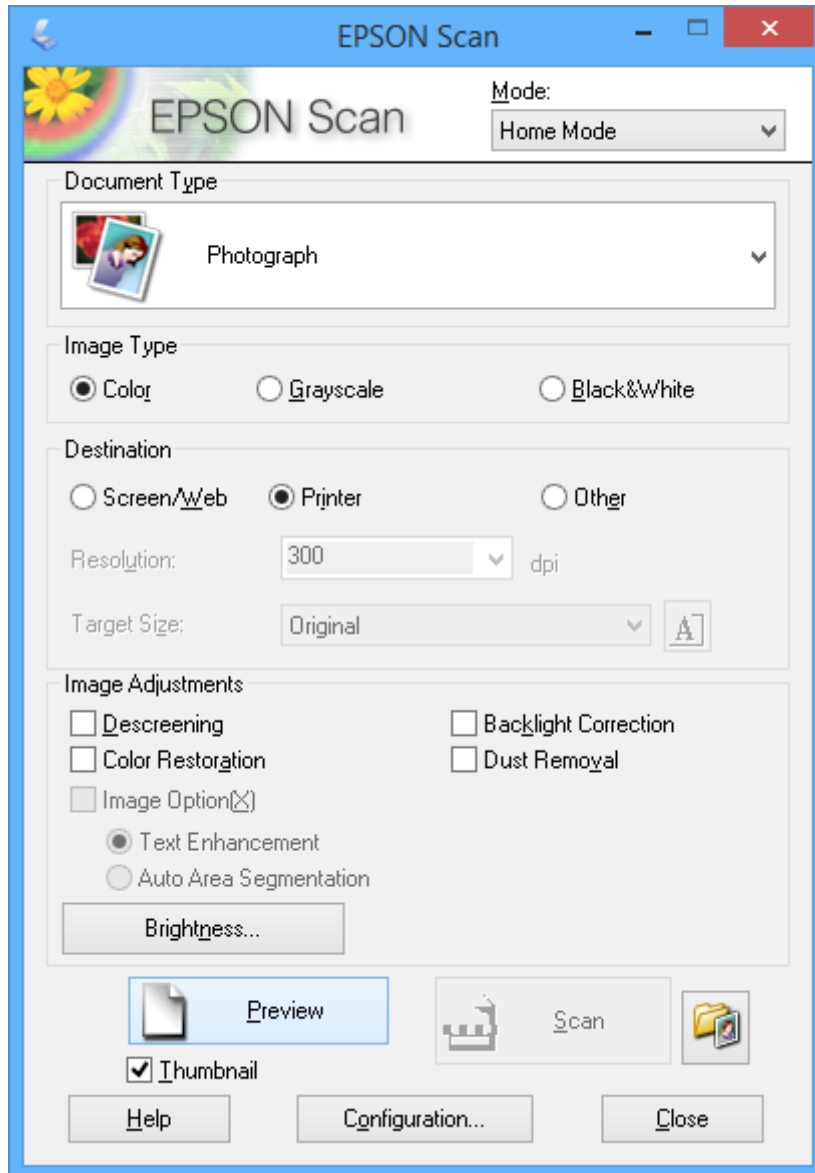 EPSON Scan
EPSON Scan
Mode:
Home Mode
Document Type
Photograph
Image Type
Color Grayscale Black&White
Destination
Screen/Web Printer Other
Resolution: 300 dpi
Target Size: Original A
Image Adjustments
Descreening Backlight Correction
Color Restoration Dust Removal
Image Option(X)
Text Enhancement
Auto Area Segmentation
Brightness...
Preview Scan
Thumbnail
Help Configuration... Close